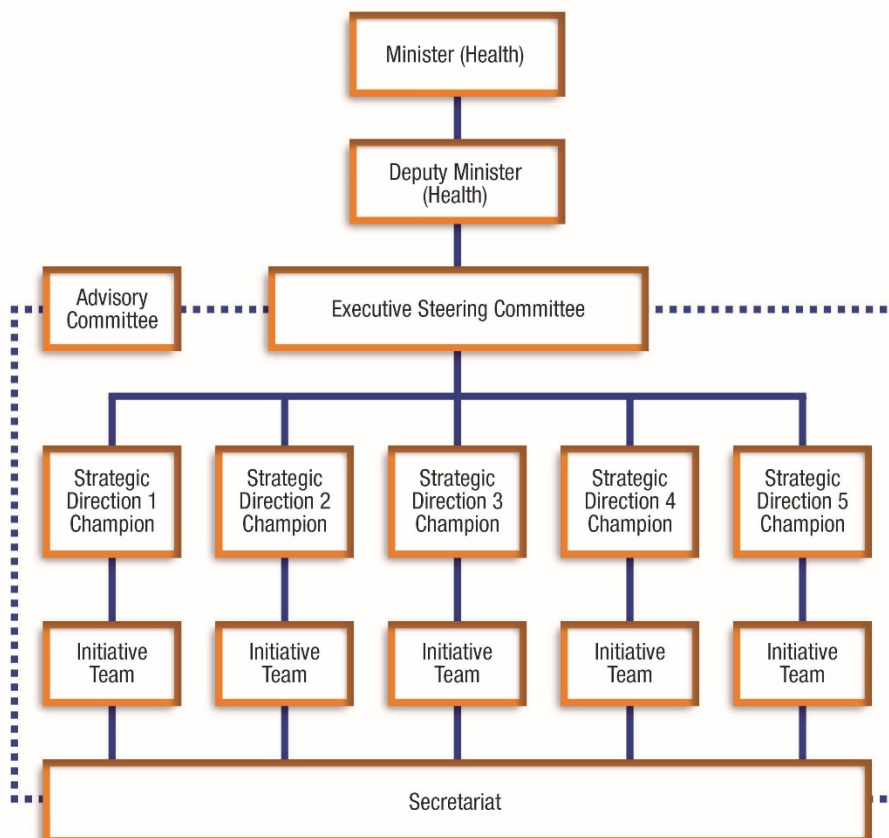 Minister (Health)
Deputy Minister
(Health)
Advisory
Committee
Executive Steering Committee
Strategic
Direction 1
Champion
Strategic
Direction 2
Champion
Strategic
Direction 3
Champion
Strategic
Direction 4
Champion
Strategic
Direction 5
Champion
Initiative
Team
Initiative
Team
Initiative
Team
Initiative
Team
Initiative
Team
Secretariat